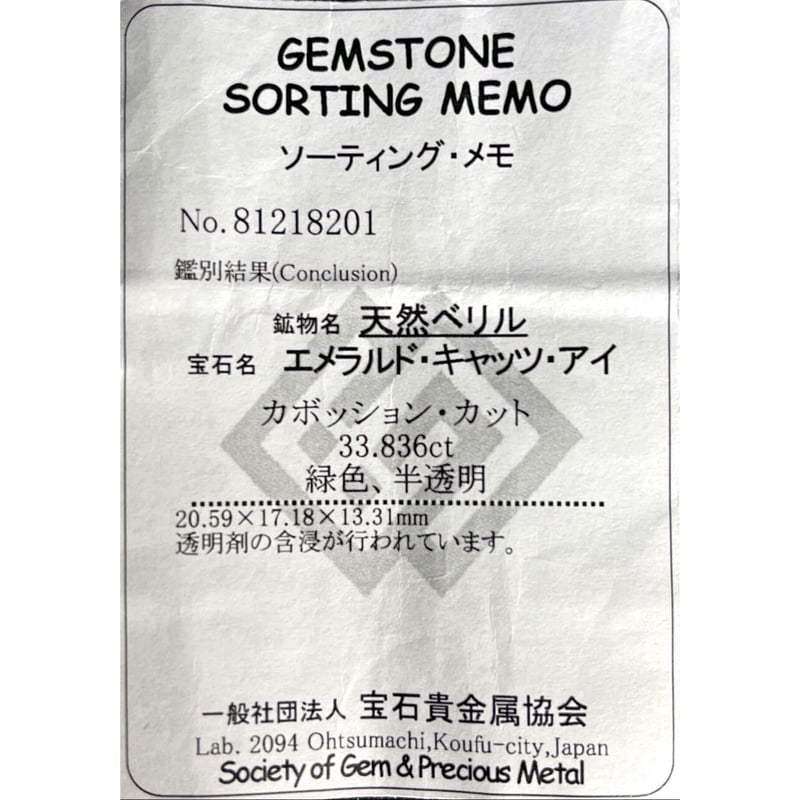 GEMSTONE
SORTING MEMO
ソーティング・メモ
No. 81218201
鑑別結果(Conclusion)
鉱物名 天然ベリル
宝石名 エメラルド・キャッツ・アイ
カボッション・カット
33.836ct
緑色、半透明
20.59×17.18×13.31mm
透明剤の含浸が行われています。
一般社団法人 宝石貴金属協会
Lab. 2094 Ohtsumachi,Koufu-city,Japan
Society of Gem & Precious Metal